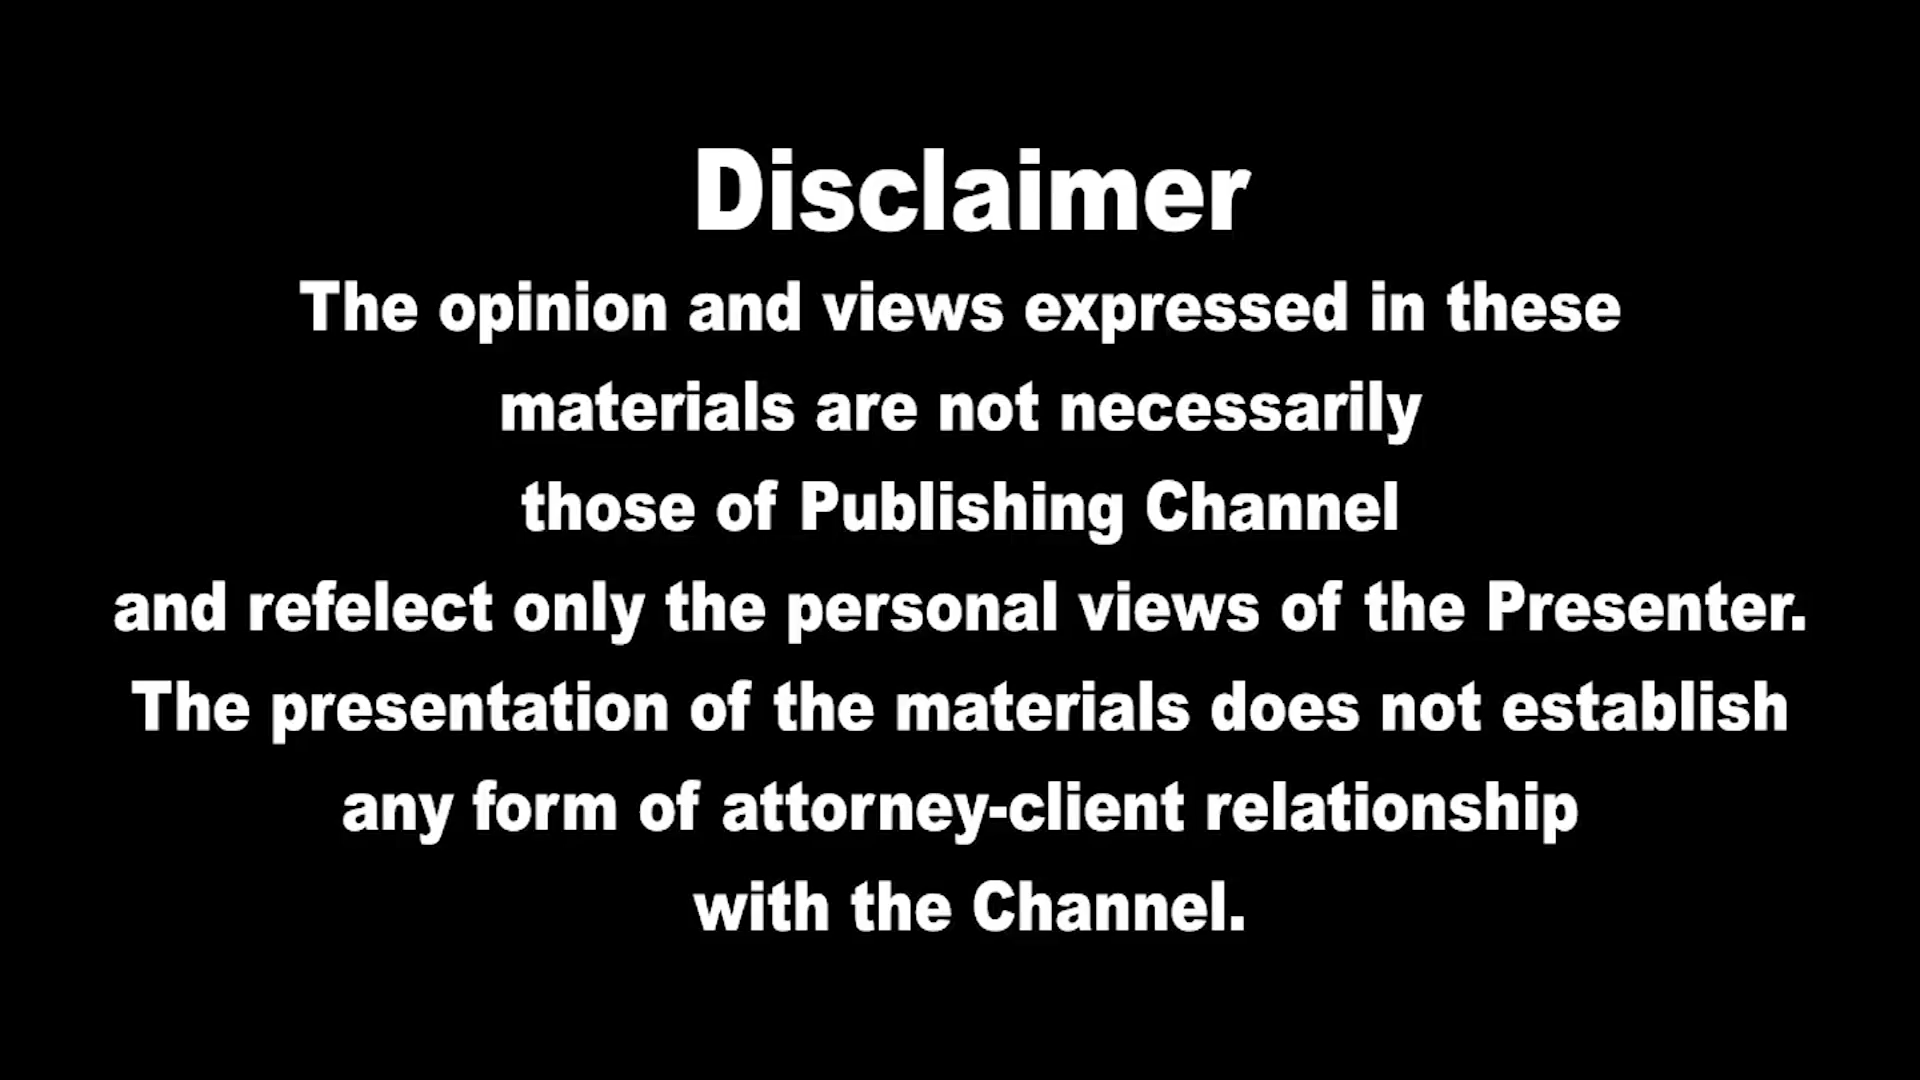 Disclaimer
The opinion and views expressed in these
materials are not necessarily
those of Publishing Channel
and refelect only the personal views of the Presenter.
The presentation of the materials does not establish
any form of attorney-client relationship
with the Channel.